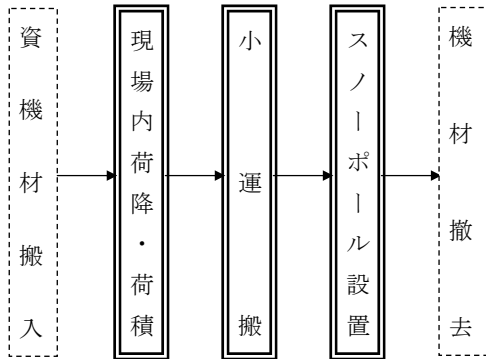 資機材搬入
現場内荷降・荷積
小運搬
スノーポール設置
機材撤去